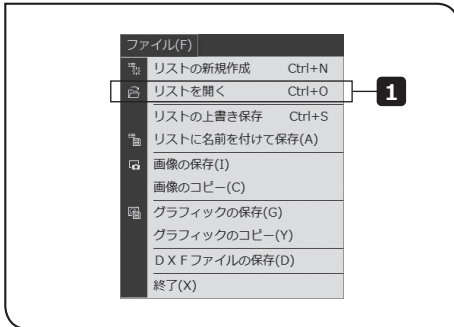 ファイル(F)
リストの新規作成 Ctrl+N
リストを開く Ctrl+O
1
リストの上書き保存 Ctrl+S
リストに名前を付けて保存(A)
画像の保存(I)
画像のコピー(C)
グラフィックの保存(G)
グラフィックのコピー(Y)
ＤＸＦファイルの保存(D)
終了(X)